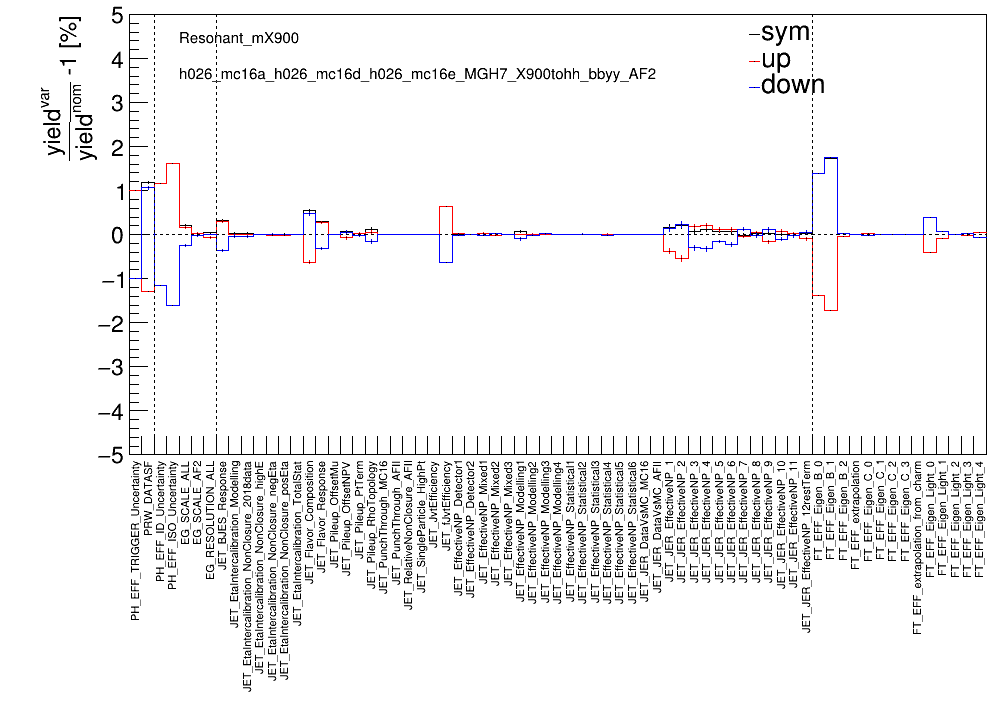 yield^var / yield^nom -1 [%]
5
4
3
2
1
0
−1
−2
−3
−4
−5
Resonant_mX900
h026_mc16a_h026_mc16d_h026_mc16e_MGH7_X900tohh_bbyy_AF2
sym
up
down
PH_EFF_TRIGGER_Uncertainty
PRW_DATASF
PH_EFF_ID_Uncertainty
PH_EFF_ISO_Uncertainty
EG_SCALE_ALL
EG_SCALE_AF2
EG_RESOLUTION_ALL
JET_BJES_Response
JET_EtaIntercalibration_Modelling
JET_EtaIntercalibration_NonClosure_2018data
JET_EtaIntercalibration_NonClosure_highE
JET_EtaIntercalibration_NonClosure_negEta
JET_EtaIntercalibration_NonClosure_posEta
JET_EtaIntercalibration_TotalStat
JET_Flavor_Composition
JET_Flavor_Response
JET_Pileup_OffsetMu
JET_Pileup_OffsetNPV
JET_Pileup_PtTerm
JET_Pileup_RhoTopology
JET_PunchThrough_MC16
JET_PunchThrough_AFII
JET_RelativeNonClosure_AFII
JET_SingleParticle_HighPt
JET_JvtEfficiency
JET_fJvtEfficiency
JET_EffectiveNP_Detector1
JET_EffectiveNP_Detector2
JET_EffectiveNP_Mixed1
JET_EffectiveNP_Mixed2
JET_EffectiveNP_Mixed3
JET_EffectiveNP_Modelling1
JET_EffectiveNP_Modelling2
JET_EffectiveNP_Modelling3
JET_EffectiveNP_Modelling4
JET_EffectiveNP_Statistical1
JET_EffectiveNP_Statistical2
JET_EffectiveNP_Statistical3
JET_EffectiveNP_Statistical4
JET_EffectiveNP_Statistical5
JET_EffectiveNP_Statistical6
JET_JER_DataVsMC_MC16
JET_JER_DataVsMC_AFII
JET_JER_EffectiveNP_1
JET_JER_EffectiveNP_2
JET_JER_EffectiveNP_3
JET_JER_EffectiveNP_4
JET_JER_EffectiveNP_5
JET_JER_EffectiveNP_6
JET_JER_EffectiveNP_7
JET_JER_EffectiveNP_8
JET_JER_EffectiveNP_9
JET_JER_EffectiveNP_10
JET_JER_EffectiveNP_11
JET_JER_EffectiveNP_12restTerm
FT_EFF_Eigen_B_0
FT_EFF_Eigen_B_1
FT_EFF_Eigen_B_2
FT_EFF_extrapolation
FT_EFF_Eigen_C_0
FT_EFF_Eigen_C_1
FT_EFF_Eigen_C_2
FT_EFF_Eigen_C_3
FT_EFF_extrapolation_from_charm
FT_EFF_Eigen_Light_0
FT_EFF_Eigen_Light_1
FT_EFF_Eigen_Light_2
FT_EFF_Eigen_Light_3
FT_EFF_Eigen_Light_4